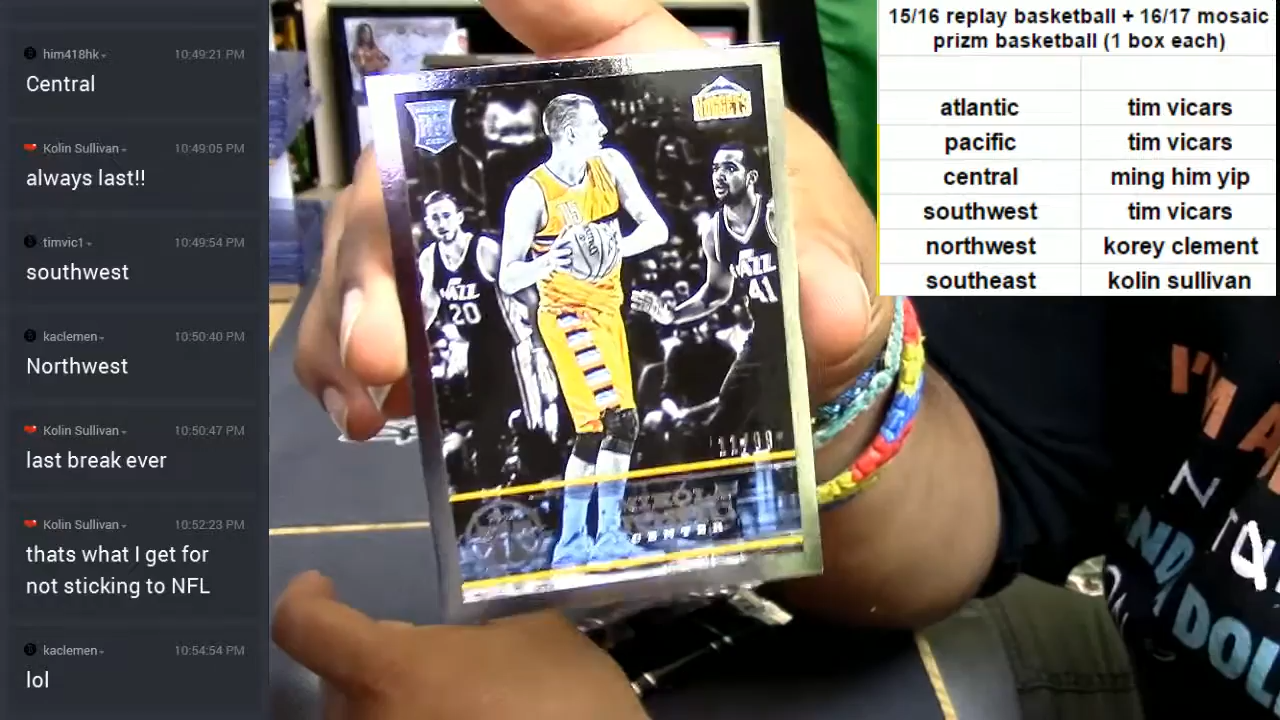 him418hk
10:49:21 PM
Central
Kolin Sullivan
10:49:05 PM
always last!!
timvic1
10:49:54 PM
southwest
kaclemen
10:50:40 PM
Northwest
Kolin Sullivan
10:50:47 PM
last break ever
Kolin Sullivan
10:52:23 PM
thats what I get for
not sticking to NFL
kaclemen
10:54:54 PM
lol
NUGGETS
15
JAZZ
20
JAZZ
41
CENTER
15/16 replay basketball + 16/17 mosaic
prizm basketball (1 box each)
atlantic tim vicars
pacific tim vicars
central ming him yip
southwest tim vicars
northwest korey clement
southeast kolin sullivan